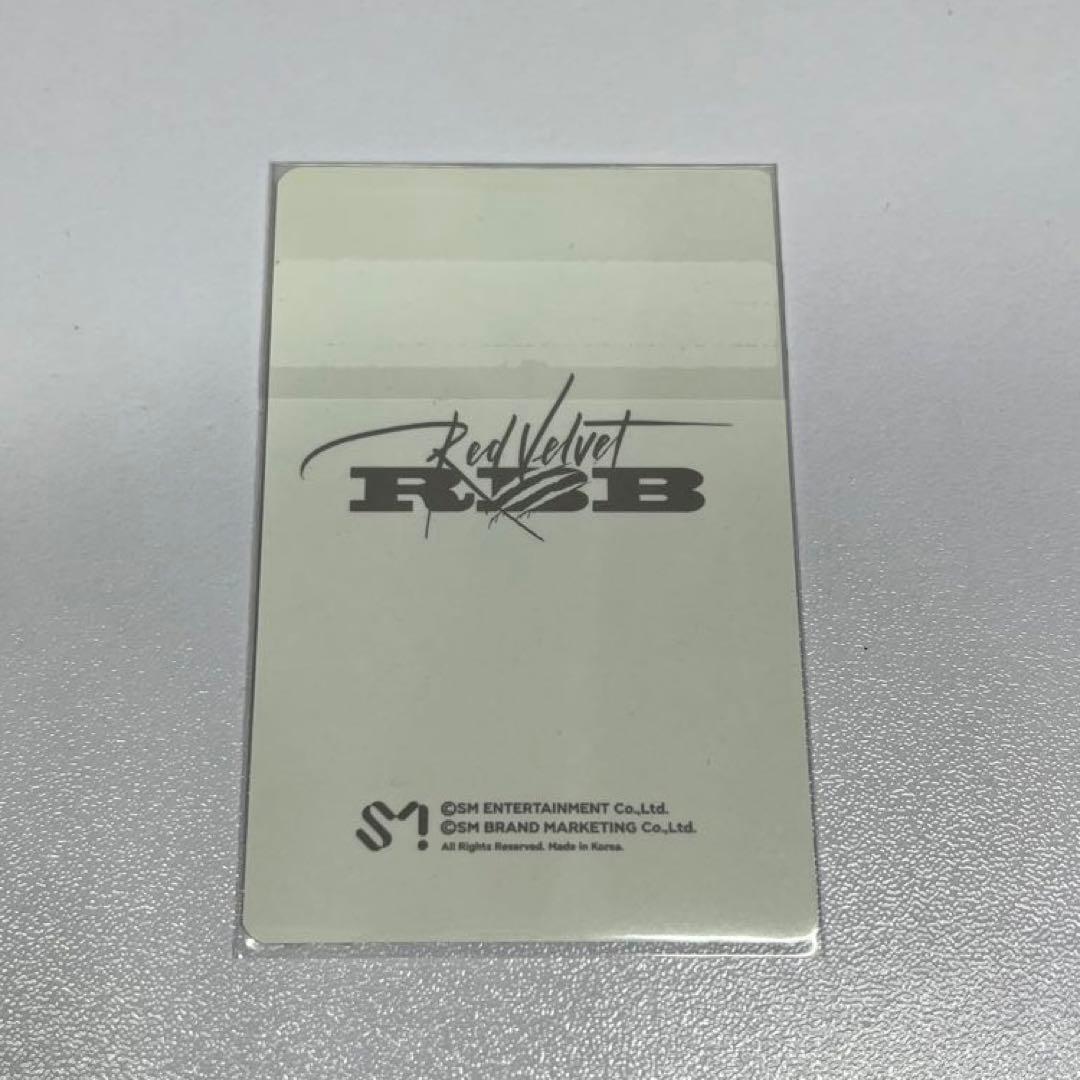 Red Velvet
RBB
SM!
©SM ENTERTAINMENT Co.,Ltd.
©SM BRAND MARKETING Co.,Ltd.
All Rights Reserved. Made in Korea.